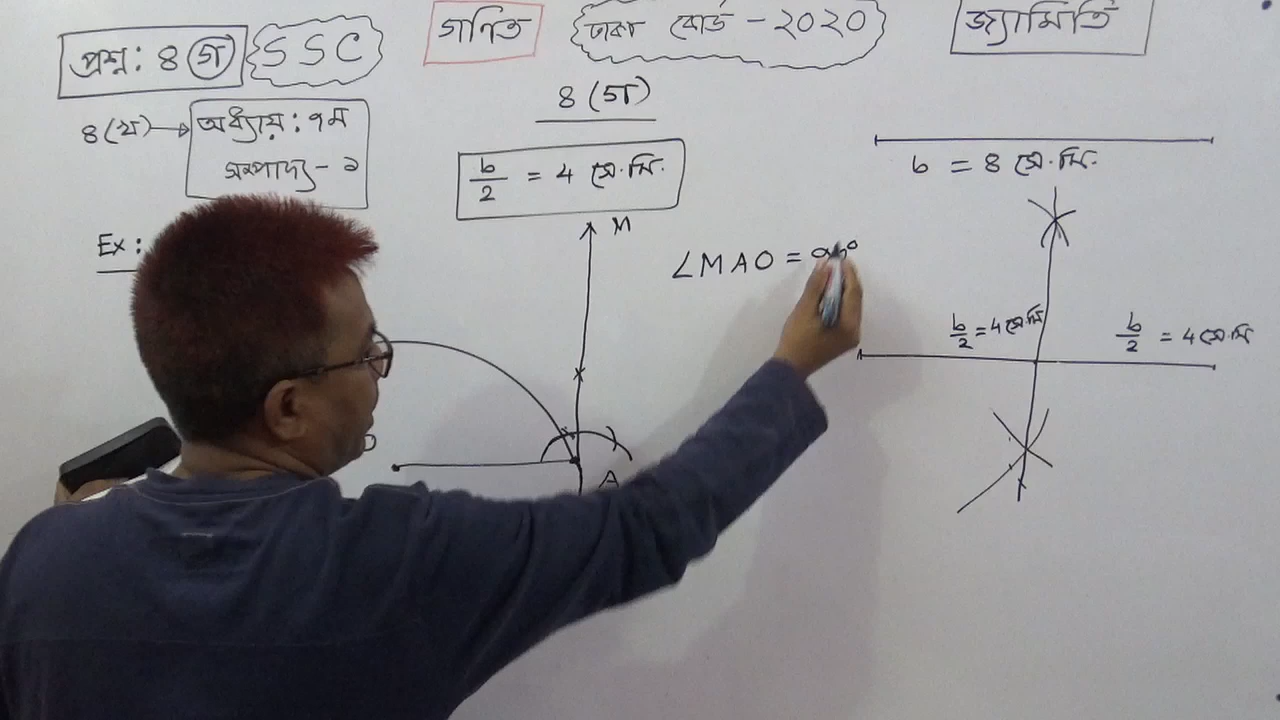 প্রশ্ন: ৪ গ
SSC
গণিত
ঢাকা বোর্ড - ২০২০
জ্যামিতি
৪ (খ) → অধ্যায়: ৭ম
সম্পাদ্য - ১
৪ (গ)
b/2 = 4 সে.মি.
b = 8 সে.মি.
Ex:
M
∠MAO =
b/2 = 4 সে.মি
b/2 = 4 সে.মি
A